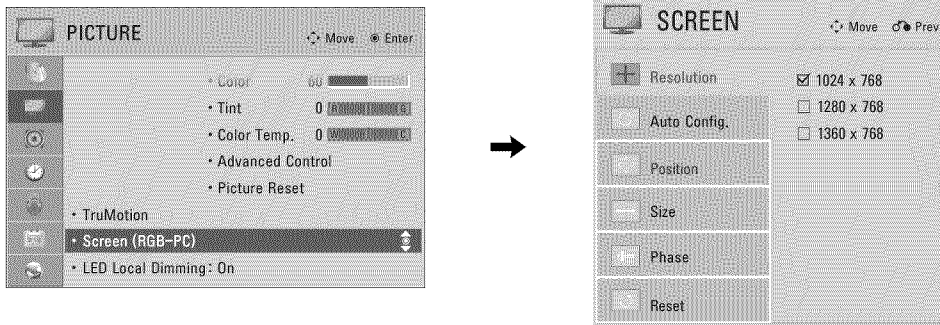 PICTURE
Move Enter
• Color 60
• Tint 0 R G
• Color Temp. 0 W C
• Advanced Control
• Picture Reset
• TruMotion
• Screen (RGB-PC)
• LED Local Dimming: On
SCREEN
Move Prev
Resolution
Auto Config.
Position
Size
Phase
Reset
☑ 1024 x 768
☐ 1280 x 768
☐ 1360 x 768